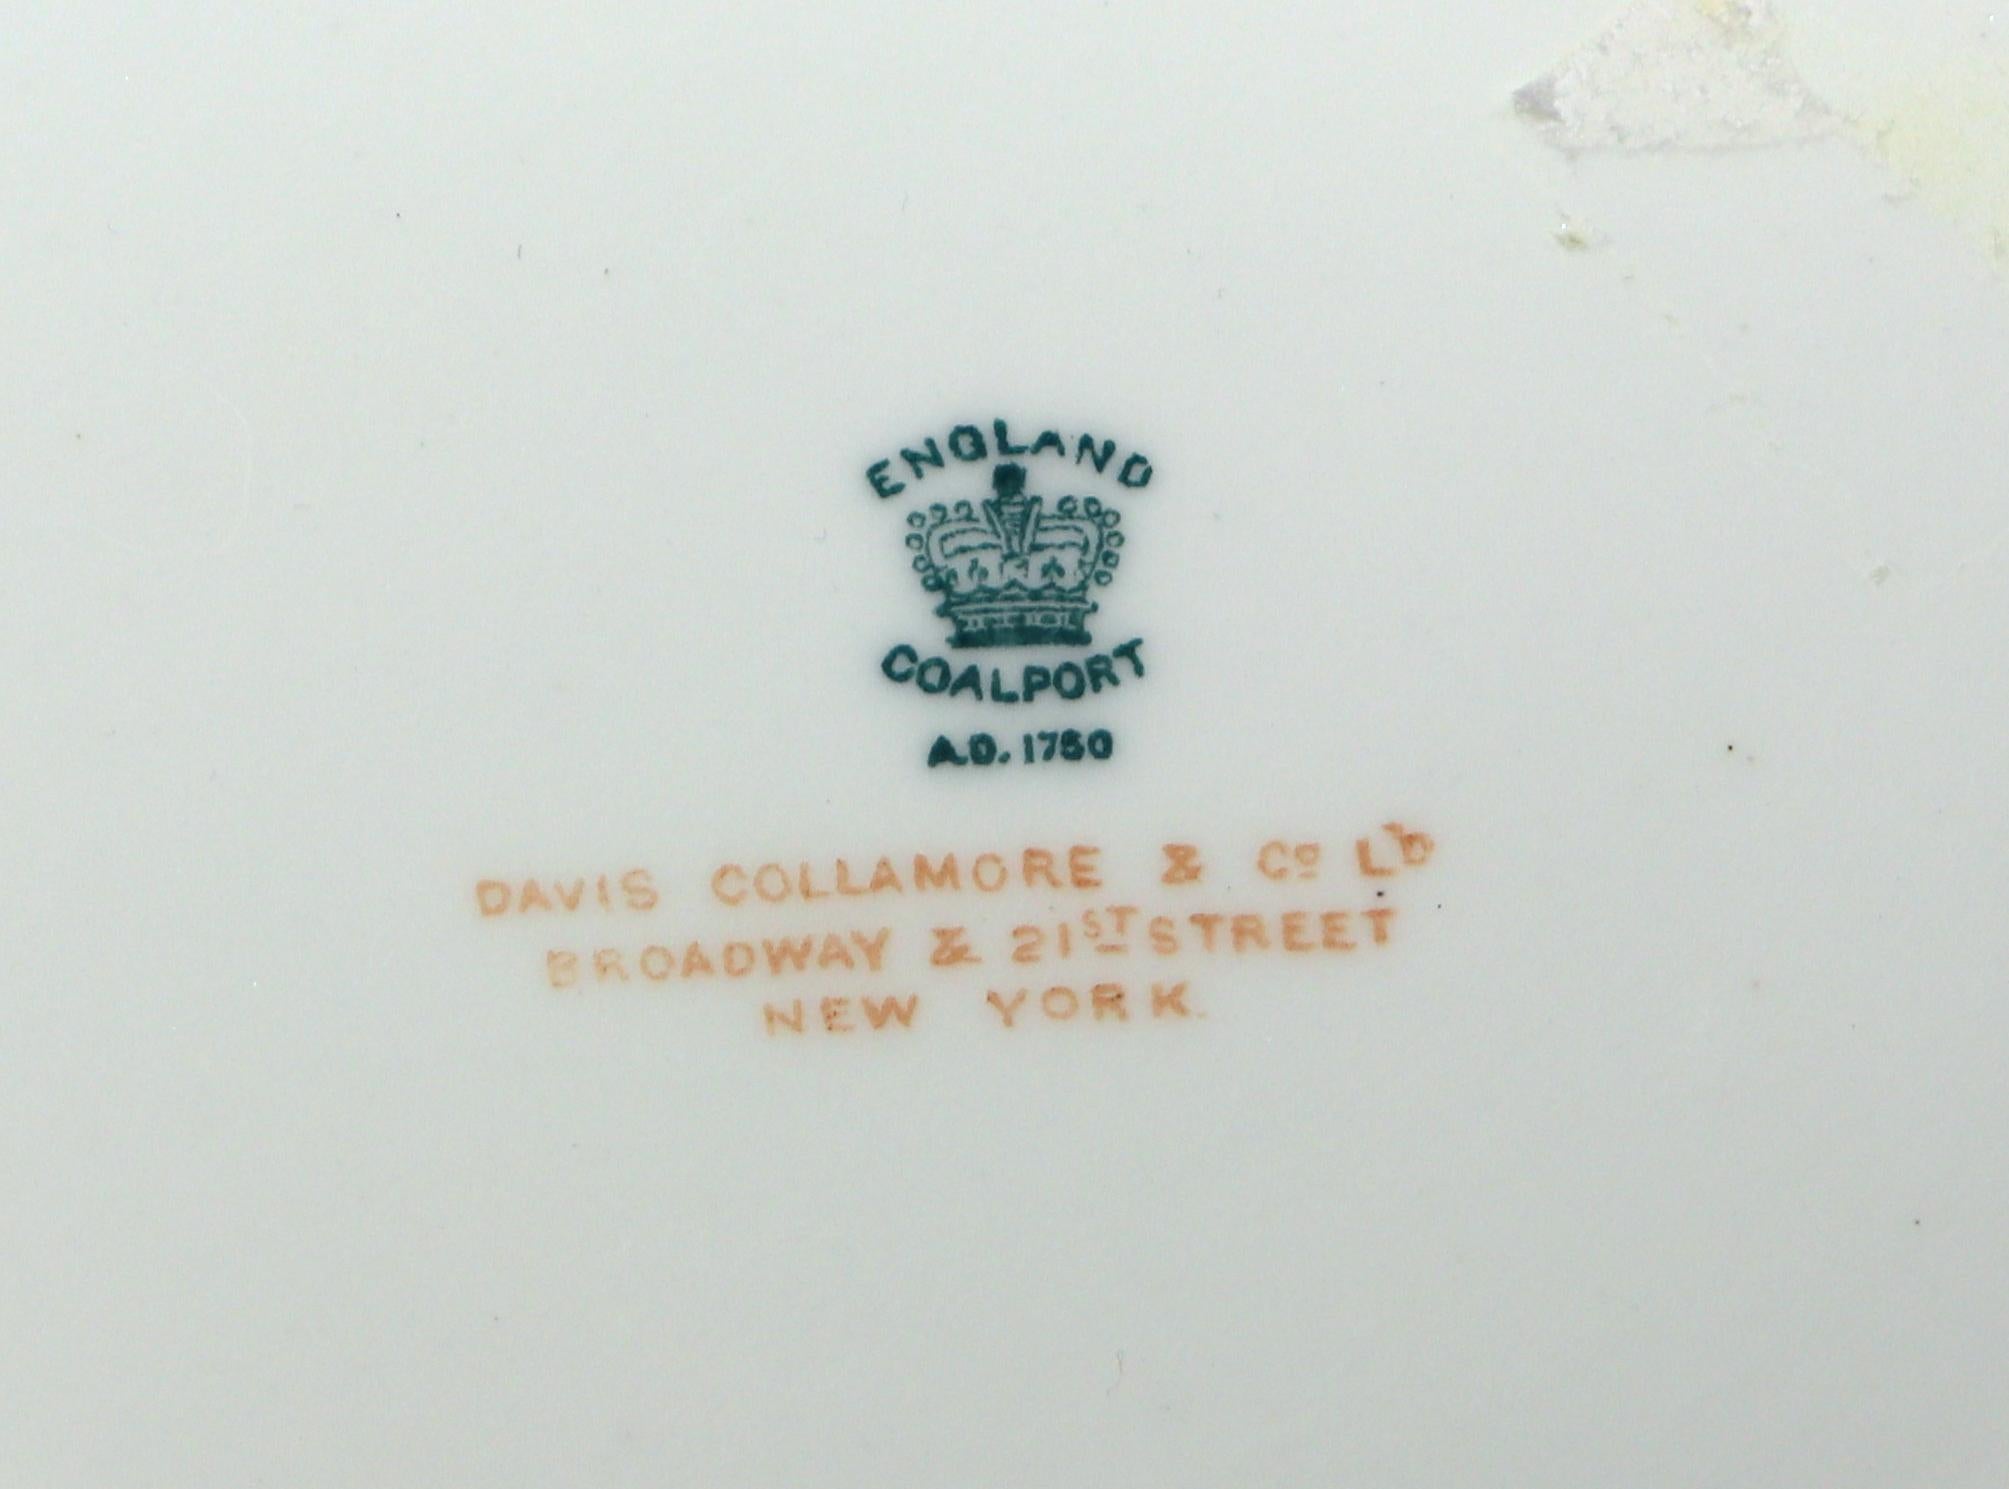 ENGLAND
COALPORT
A.D. 1750
DAVIS COLLAMORE & Co LD
BROADWAY & 21ST STREET
NEW YORK.